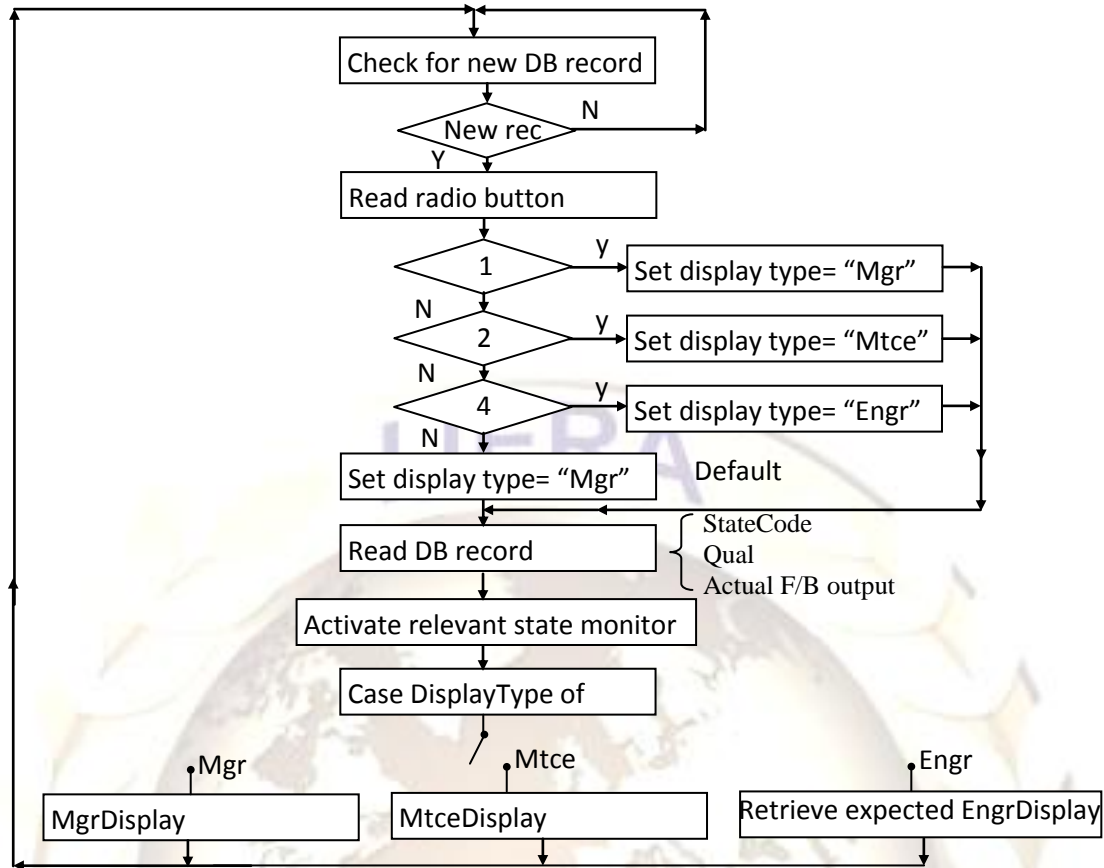 Check for new DB record
New rec
N
Y
Read radio button
1
y
Set display type= “Mgr”
N
2
y
Set display type= “Mtce”
N
4
y
Set display type= “Engr”
N
Set display type= “Mgr”
Default
Read DB record
StateCode
Qual
Actual F/B output
Activate relevant state monitor
Case DisplayType of
Mgr
Mtce
Engr
MgrDisplay
MtceDisplay
Retrieve expected EngrDisplay